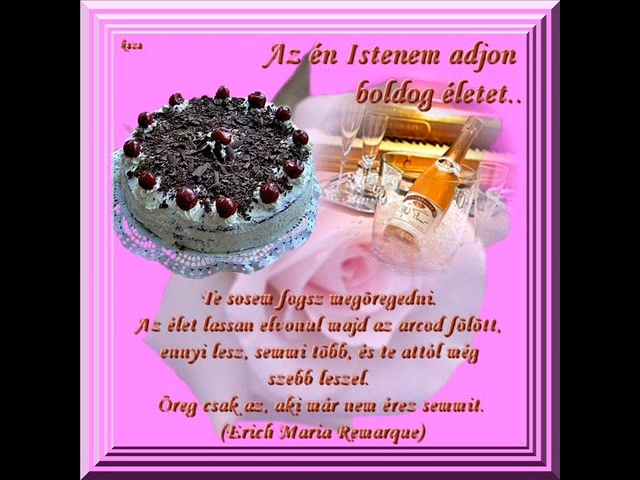 kaca
Az én Istenem adjon
boldog életet..
Te sosem fogsz megöregedni.
Az élet lassan elvonul majd az arcod fölött,
ennyi lesz, semmi több, és te attól még
szebb leszel.
Öreg csak az, aki már nem érez semmit.
(Erich Maria Remarque)